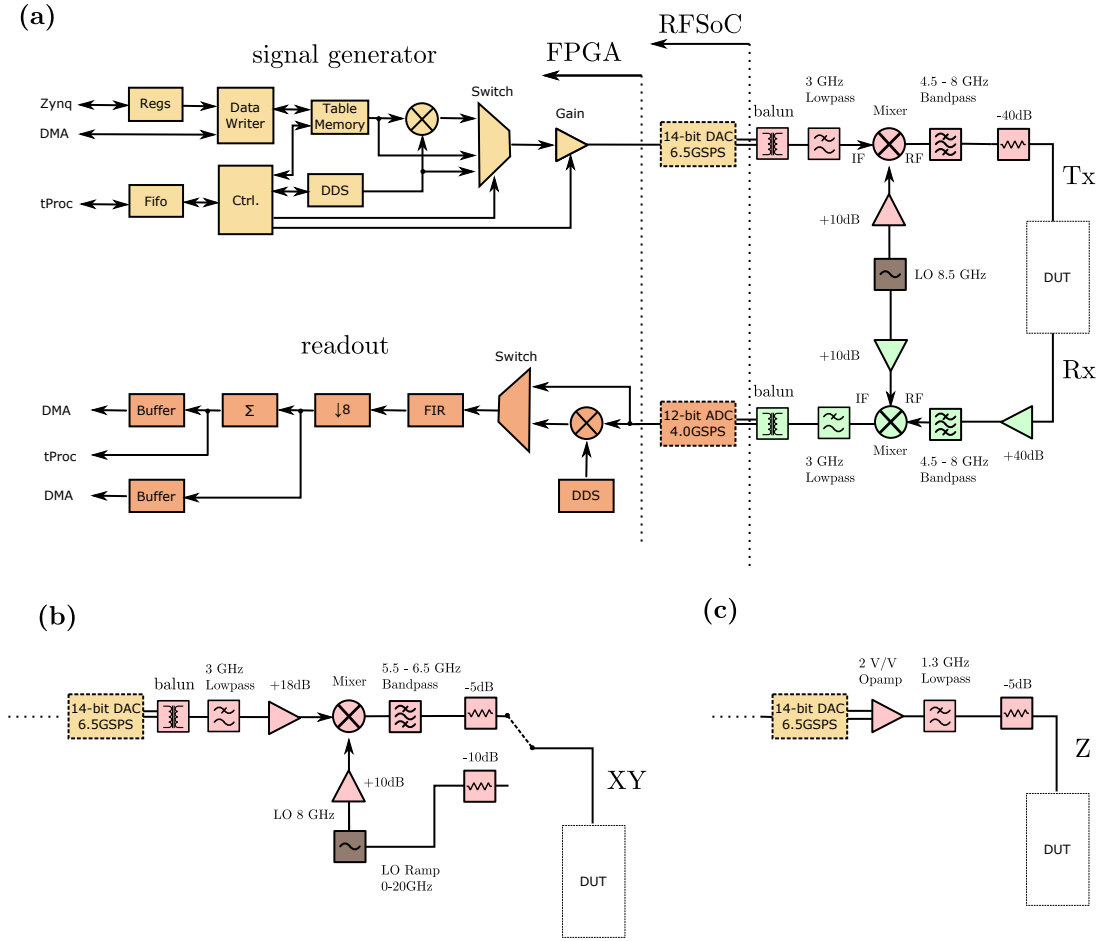 (a)
signal generator
FPGA
RFSoC
Zynq
Regs
DMA
Data
Writer
Table
Memory
Switch
Gain
tProc
Fifo
Ctrl.
DDS
14-bit DAC
6.5GSPS
balun
3 GHz
Lowpass
IF
Mixer
RF
4.5 - 8 GHz
Bandpass
-40dB
Tx
+10dB
LO 8.5 GHz
DUT
+10dB
Rx
readout
DMA
Buffer
Σ
↓8
FIR
Switch
tProc
DMA
Buffer
DDS
12-bit ADC
4.0GSPS
balun
3 GHz
Lowpass
IF
RF
Mixer
4.5 - 8 GHz
Bandpass
+40dB
(b)
14-bit DAC
6.5GSPS
balun
3 GHz
Lowpass
+18dB
Mixer
5.5 - 6.5 GHz
Bandpass
-5dB
-10dB
+10dB
LO 8 GHz
LO Ramp
0-20GHz
XY
DUT
(c)
14-bit DAC
6.5GSPS
2 V/V
Opamp
1.3 GHz
Lowpass
-5dB
Z
DUT